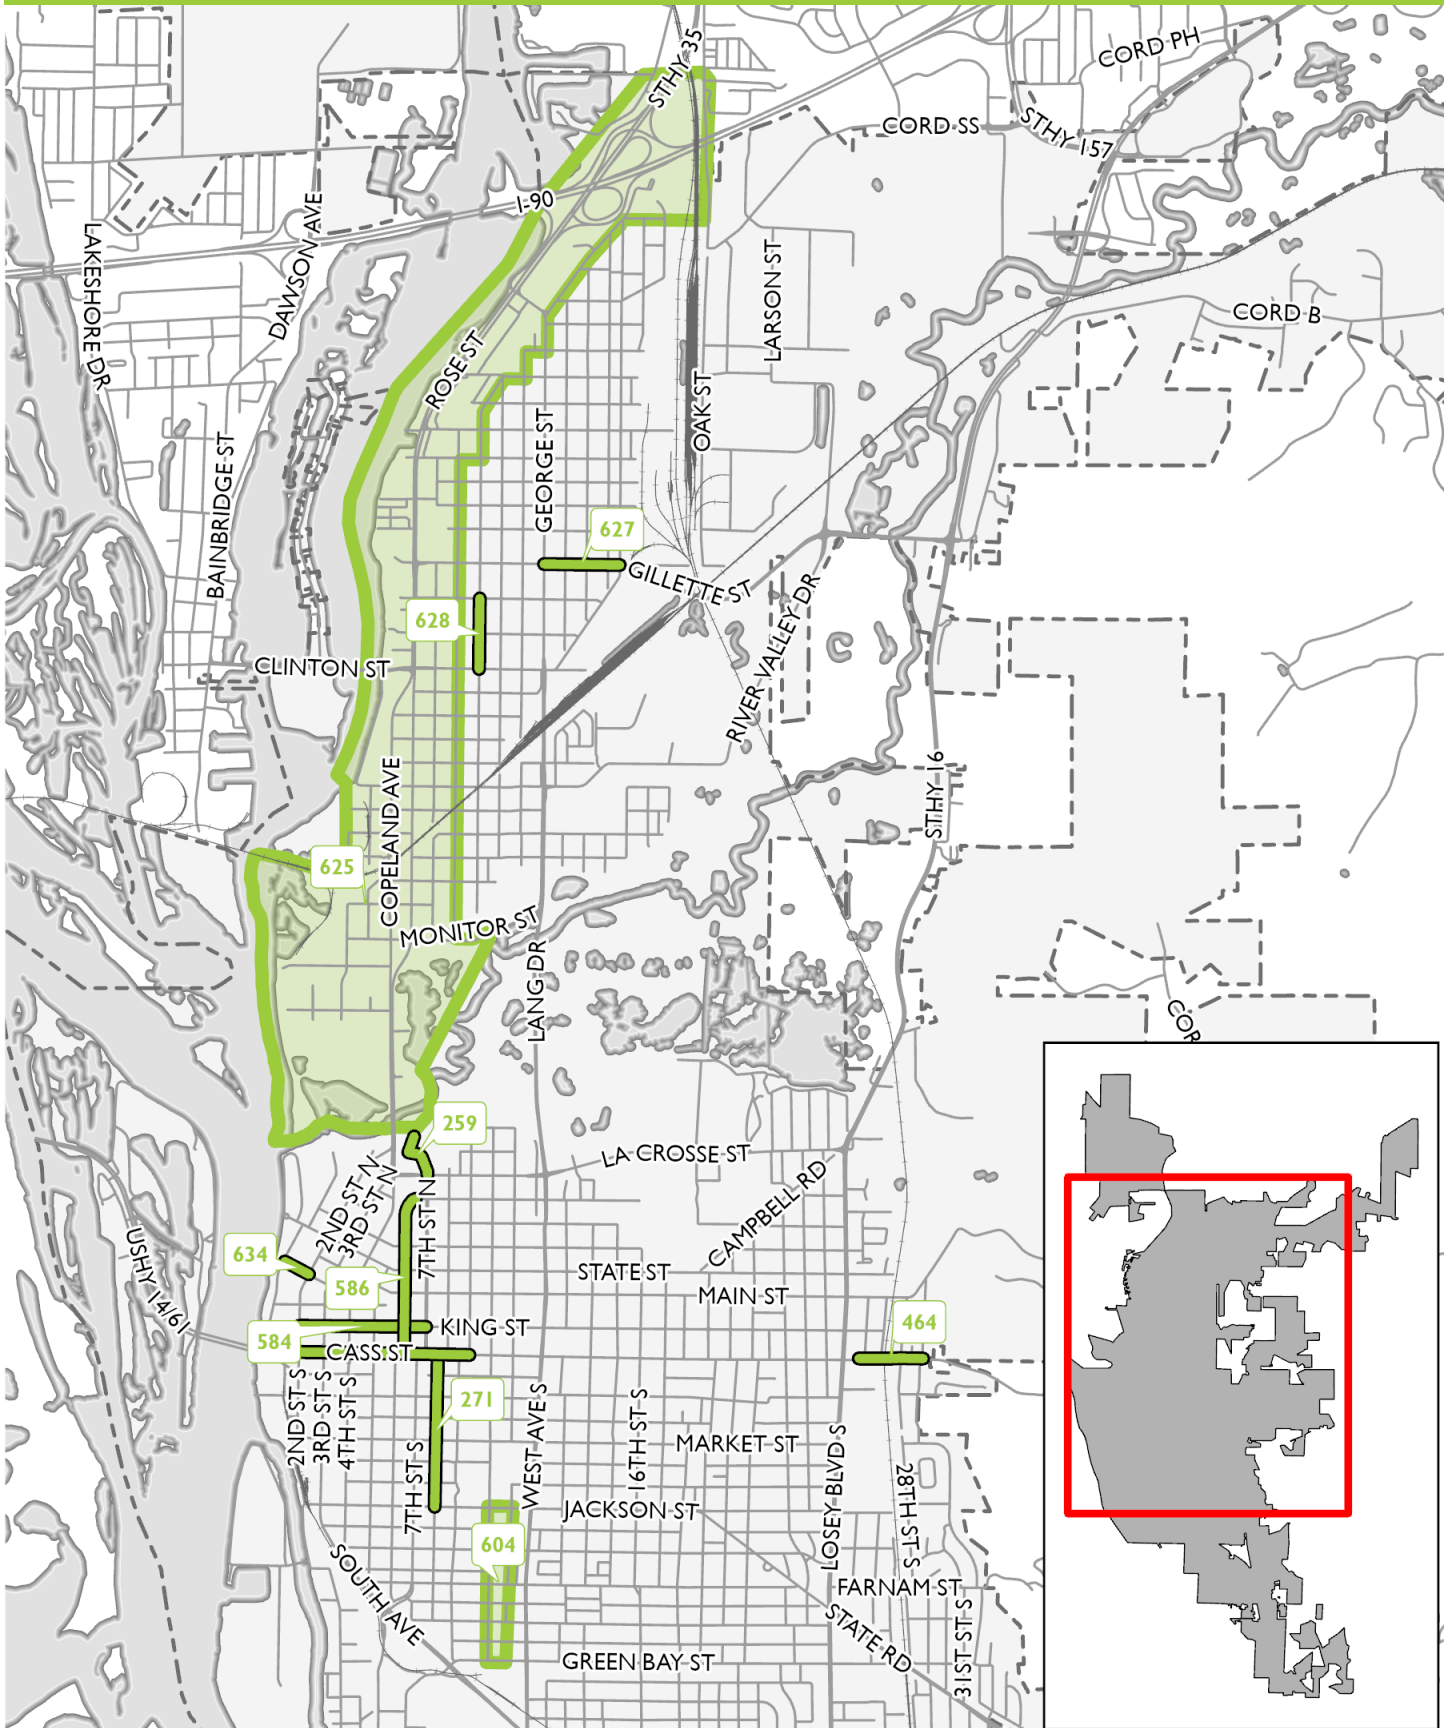 STHY 35
CORD PH
CORD SS
STHY 157
I-90
LAKESHORE DR
DAWSON AVE
LARSON ST
CORD B
ROSE ST
OAK ST
BAINBRIDGE ST
GEORGE ST
627
GILLETTE ST
628
RIVER VALLEY DR
CLINTON ST
STHY 16
COPELAND AVE
625
MONITOR ST
LANG DR
COR
259
LA CROSSE ST
2ND ST N
3RD ST N
7TH ST N
CAMPBELL RD
USHY 14/61
634
STATE ST
586
MAIN ST
584
KING ST
464
CASS ST
2ND ST S
3RD ST S
4TH ST S
271
WEST AVE S
16TH ST S
MARKET ST
LOSEY BLVD S
7TH ST S
28TH ST S
JACKSON ST
604
SOUTH AVE
FARNAM ST
STATE RD
31ST ST S
GREEN BAY ST